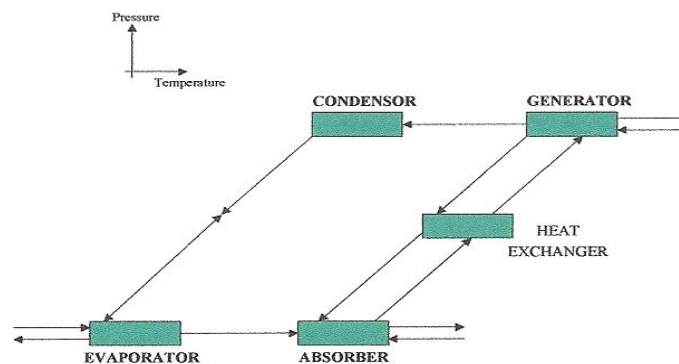 Pressure
Temperature
CONDENSOR
GENERATOR
HEAT
EXCHANGER
EVAPORATOR
ABSORBER